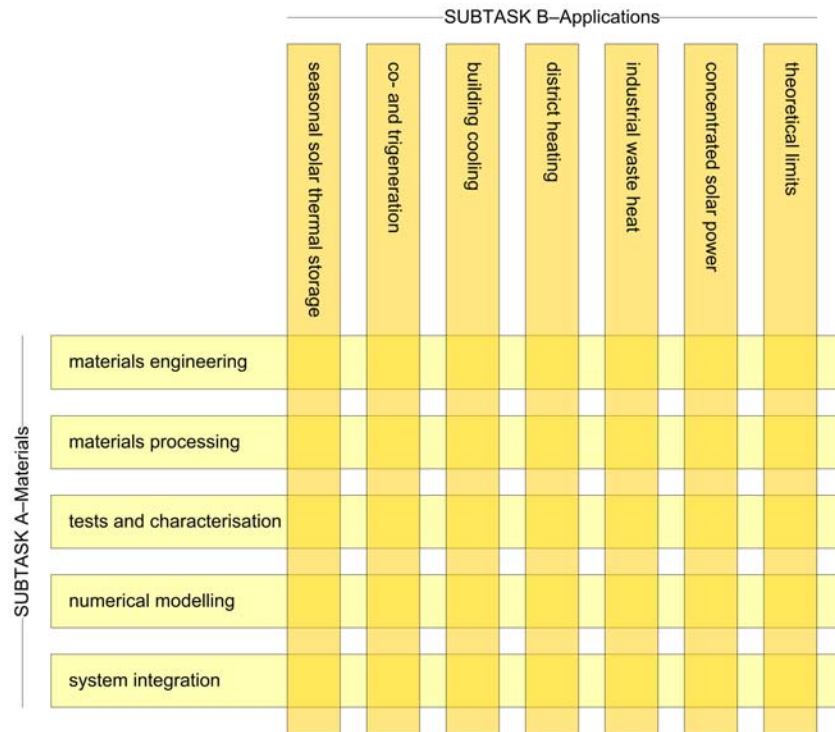 SUBTASK B–Applications
seasonal solar thermal storage
co- and trigeneration
building cooling
district heating
industrial waste heat
concentrated solar power
theoretical limits
SUBTASK A–Materials
materials engineering
materials processing
tests and characterisation
numerical modelling
system integration